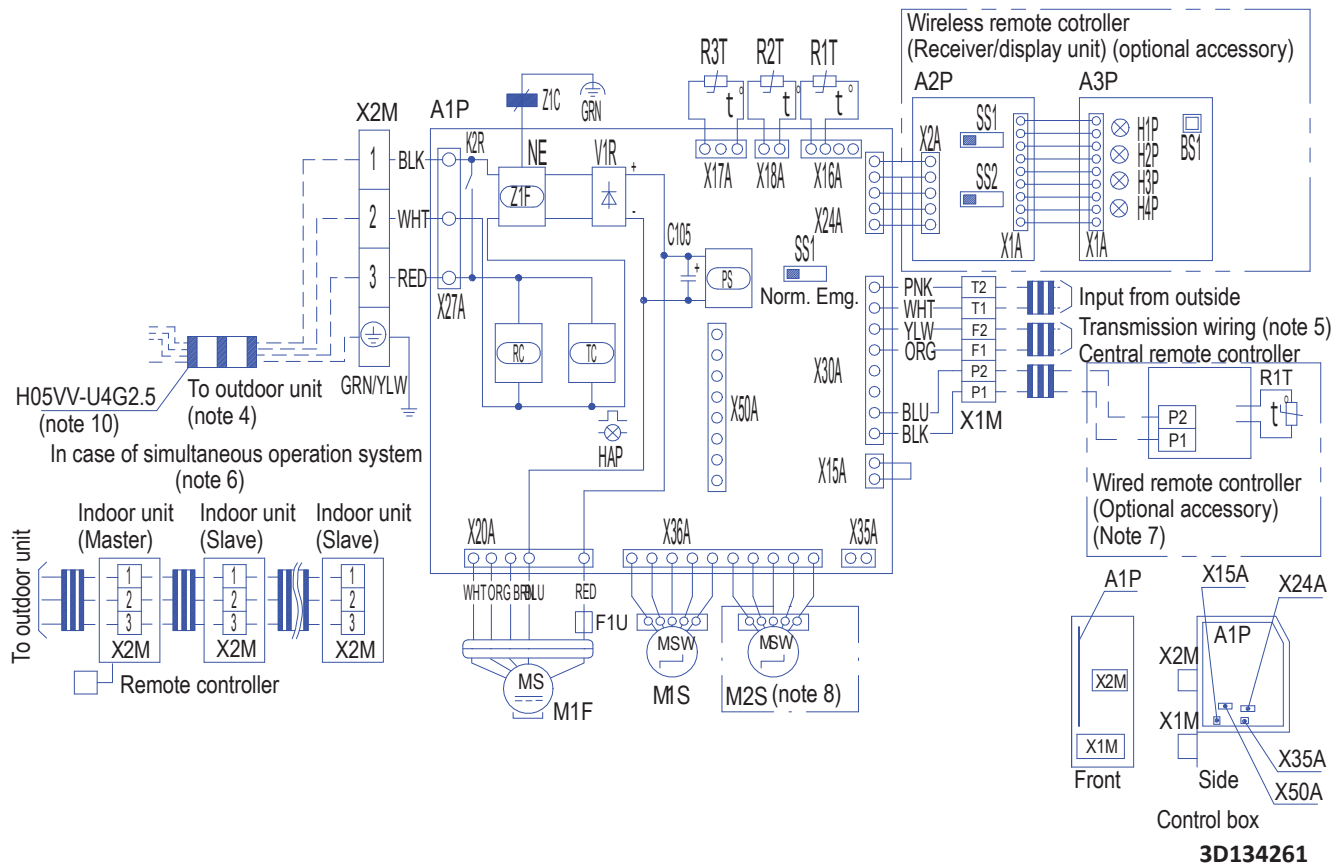 Wireless remote cotroller
(Receiver/display unit) (optional accessory)
A2P
A3P
SS1
SS2
X2A
X1A
X1A
H1P
H2P
H3P
H4P
BS1
R3T
R2T
R1T
t°
t°
t°
X17A
X18A
X16A
X24A
Z1C
GRN
X2M
A1P
K2R
NE
V1R
Z1F
+
-
1
BLK
2
WHT
3
RED
X27A
GRN/YLW
C105
+
PS
SS1
Norm. Emg.
RC
TC
HAP
X50A
X30A
X15A
PNK
WHT
YLW
ORG
BLU
BLK
T2
T1
F2
F1
P2
P1
X1M
Input from outside
Transmission wiring (note 5)
Central remote controller
R1T
t°
P2
P1
Wired remote controller
(Optional accessory)
(Note 7)
H05VV-U4G2.5
(note 10)
To outdoor unit
(note 4)
In case of simultaneous operation system
(note 6)
To outdoor unit
Indoor unit
(Master)
Indoor unit
(Slave)
Indoor unit
(Slave)
1
2
3
X2M
1
2
3
X2M
1
2
3
X2M
Remote controller
X20A
X36A
X35A
WHT
ORG
BRN
BLU
RED
F1U
MS
M1F
MSW
M1S
MSW
M2S (note 8)
A1P
X2M
X1M
Front
X15A
X24A
A1P
X2M
X1M
X35A
X50A
Side
Control box
3D134261